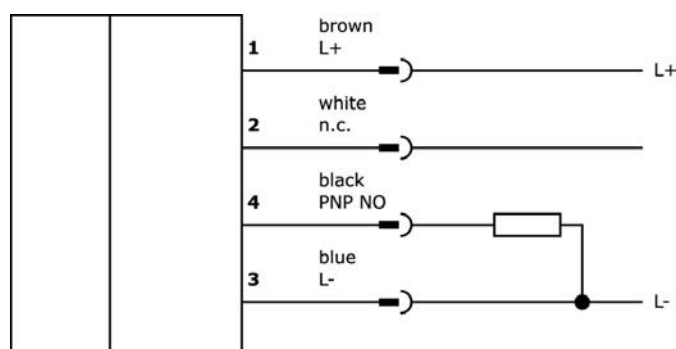 brown
1 L+
L+
white
2 n.c.
black
4 PNP NO
blue
3 L-
L-